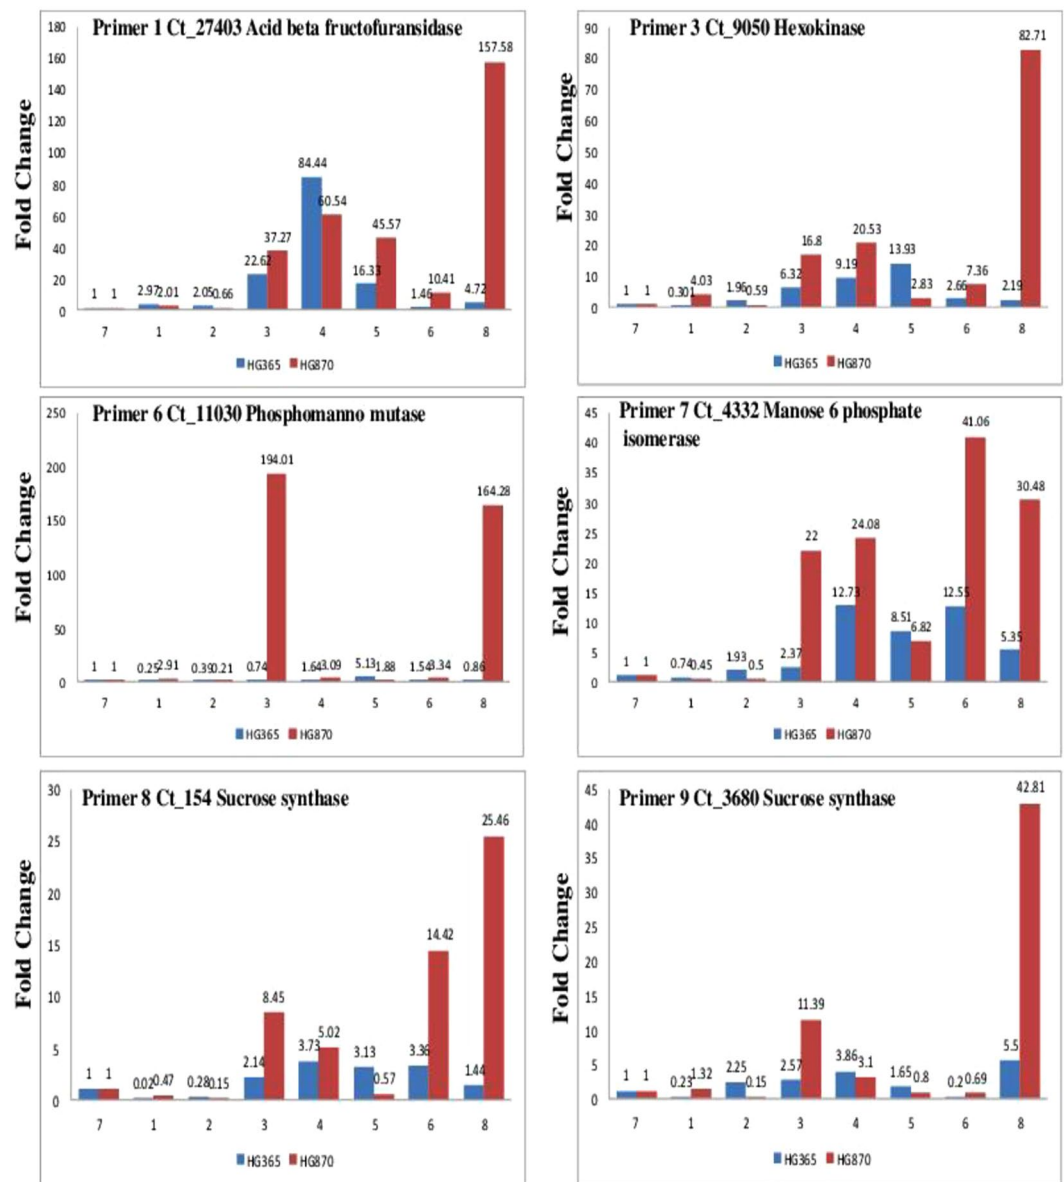 Primer 1 Ct_27403 Acid beta fructofuransidase
Fold Change
180
160
140
120
100
80
60
40
20
0
1 1 2.97 2.01 2.05 0.66 22.62 37.27 84.44 60.54 16.33 45.57 1.46 10.41 4.72 157.58
7 1 2 3 4 5 6 8
HG365 HG870
Primer 3 Ct_9050 Hexokinase
Fold Change
90
80
70
60
50
40
30
20
10
0
1 1 0.301 4.03 1.96 0.59 6.32 16.8 9.19 20.53 13.93 2.83 2.66 7.36 2.19 82.71
7 1 2 3 4 5 6 8
HG365 HG870
Primer 6 Ct_11030 Phosphomanno mutase
Fold Change
250
200
150
100
50
0
1 1 0.25 2.91 0.39 0.21 0.74 194.01 1.64 3.09 5.13 1.88 1.54 3.34 0.86 164.28
7 1 2 3 4 5 6 8
HG365 HG870
Primer 7 Ct_4332 Manose 6 phosphate
isomerase
Fold Change
45
40
35
30
25
20
15
10
5
0
1 1 0.74 0.45 1.93 0.5 2.37 22 12.73 24.08 8.51 6.82 12.55 41.06 5.35 30.48
7 1 2 3 4 5 6 8
HG365 HG870
Primer 8 Ct_154 Sucrose synthase
Fold Change
30
25
20
15
10
5
0
1 1 0.02 0.47 0.28 0.15 2.14 8.45 3.73 5.02 3.13 0.57 3.36 14.42 1.44 25.46
7 1 2 3 4 5 6 8
HG365 HG870
Primer 9 Ct_3680 Sucrose synthase
Fold Change
45
40
35
30
25
20
15
10
5
0
1 1 0.23 1.32 2.25 0.15 2.57 11.39 3.86 3.1 1.65 0.8 0.2 0.69 5.5 42.81
7 1 2 3 4 5 6 8
HG365 HG870